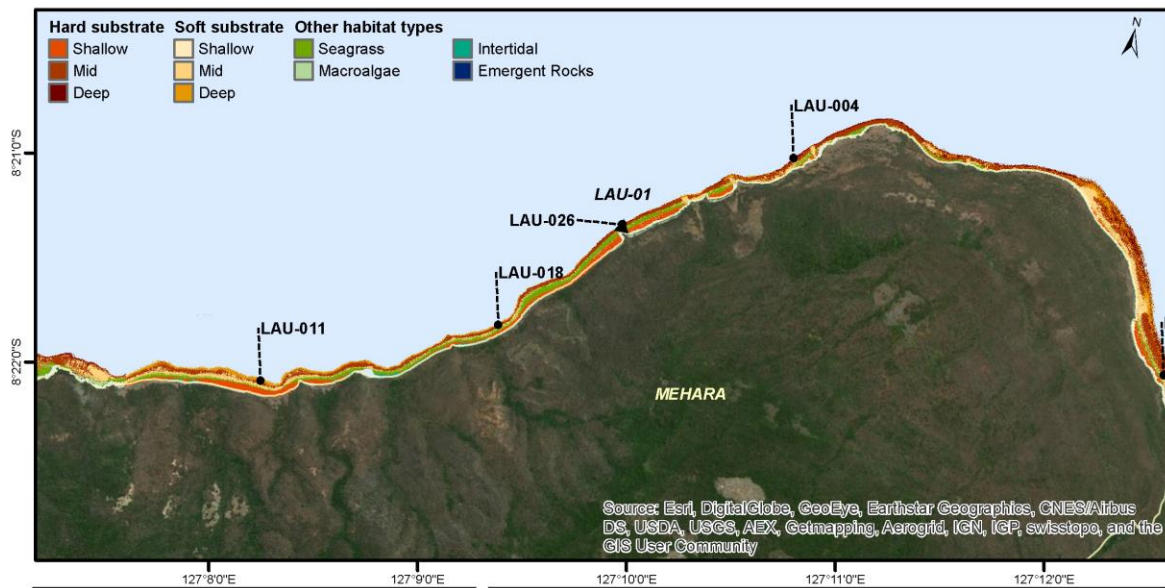 Hard substrate Soft substrate Other habitat types
Shallow Shallow Seagrass Intertidal
Mid Mid Macroalgae Emergent Rocks
Deep Deep
N
LAU-004
8°21'0"S
LAU-01
LAU-026
LAU-018
LAU-011
8°22'0"S
MEHARA
Source: Esri, DigitalGlobe, GeoEye, Earthstar Geographics, CNES/Airbus
DS, USDA, USGS, AEX, Getmapping, Aerogrid, IGN, IGP, swisstopo, and the
GIS User Community
127°8'0"E 127°9'0"E 127°10'0"E 127°11'0"E 127°12'0"E